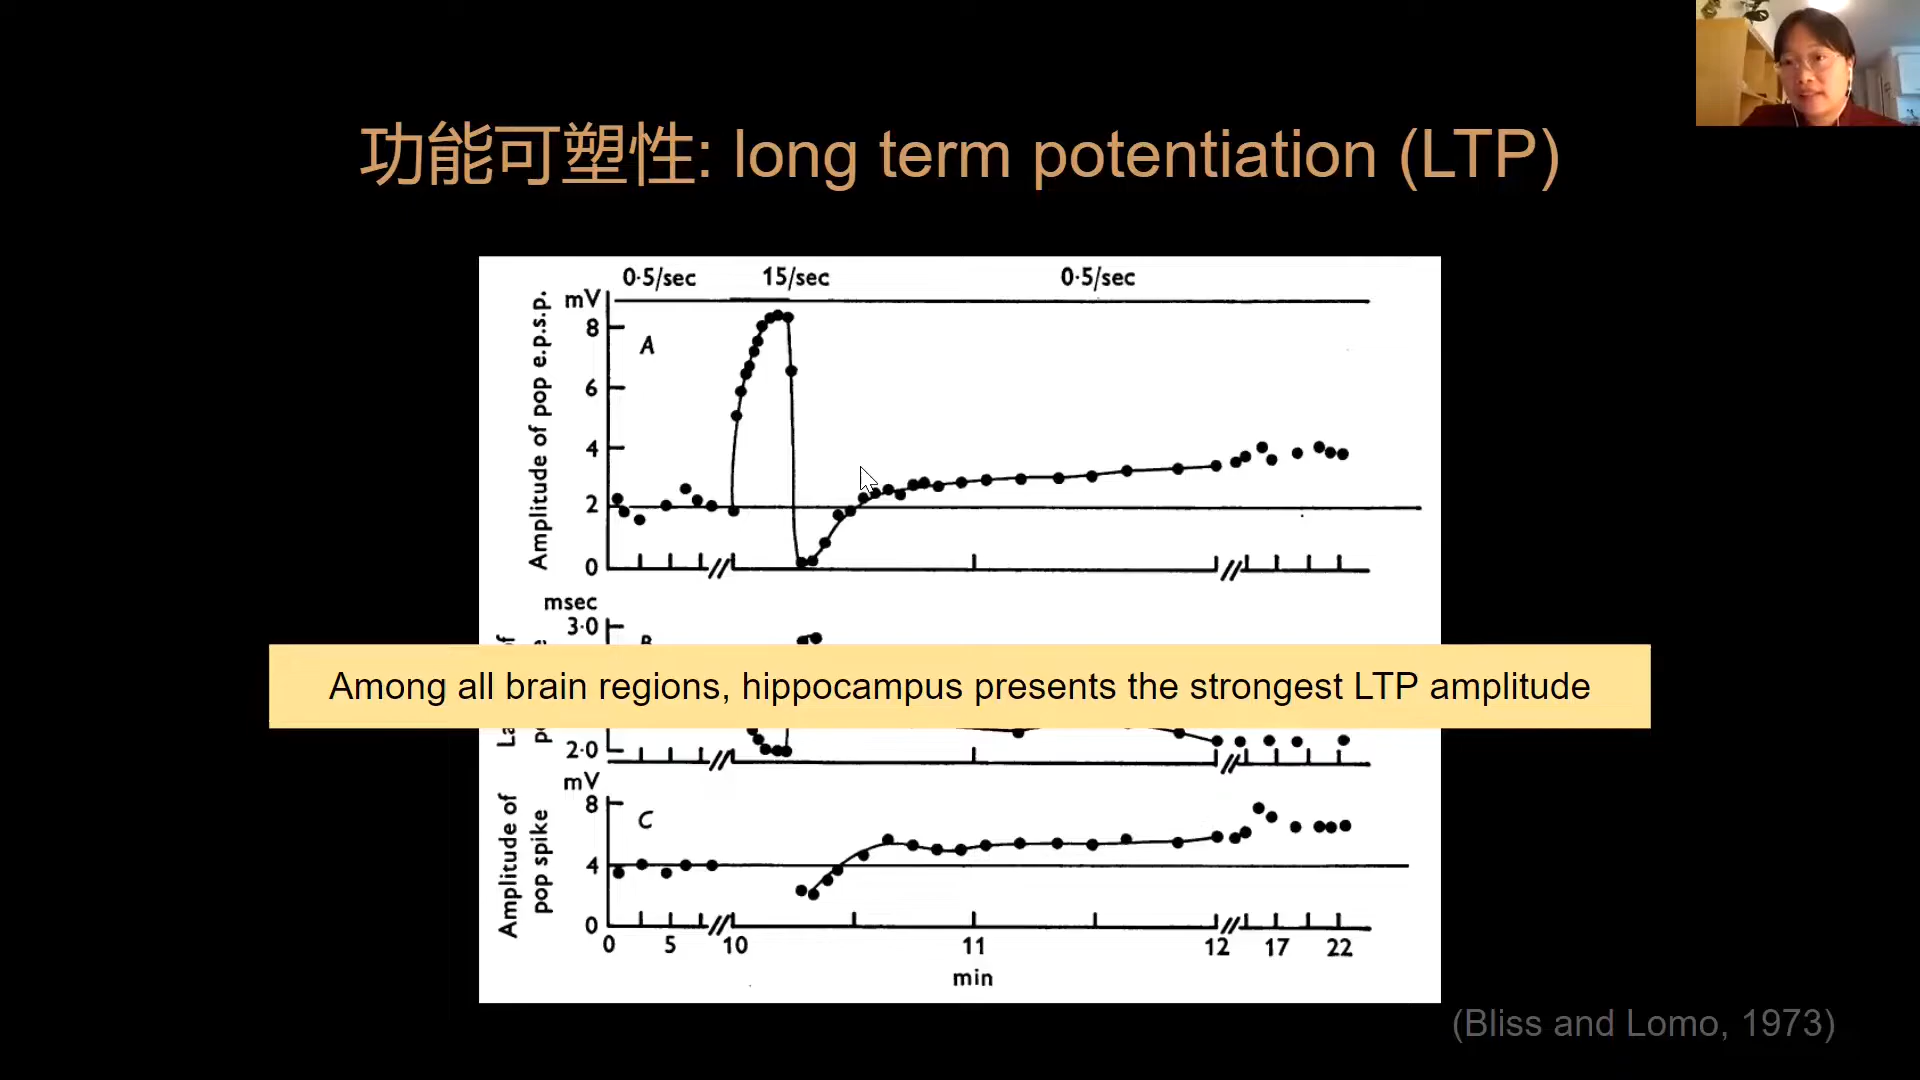 功能可塑性: long term potentiation (LTP)
0·5/sec 15/sec 0·5/sec
mV
8
6
4
2
0
A
Amplitude of pop e.p.s.p.
msec
3·0
2·0
B
mV
8
4
0
C
Amplitude of
pop spike
0 5 10 11 12 17 22
min
Among all brain regions, hippocampus presents the strongest LTP amplitude
(Bliss and Lomo, 1973)